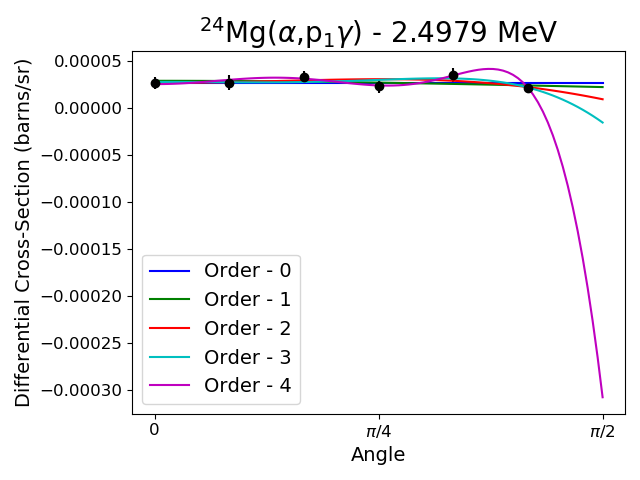 ²⁴Mg(α,p₁γ) - 2.4979 MeV
Differential Cross-Section (barns/sr)
0.00005
0.00000
−0.00005
−0.00010
−0.00015
−0.00020
−0.00025
−0.00030
Order - 0
Order - 1
Order - 2
Order - 3
Order - 4
0
π/4
π/2
Angle